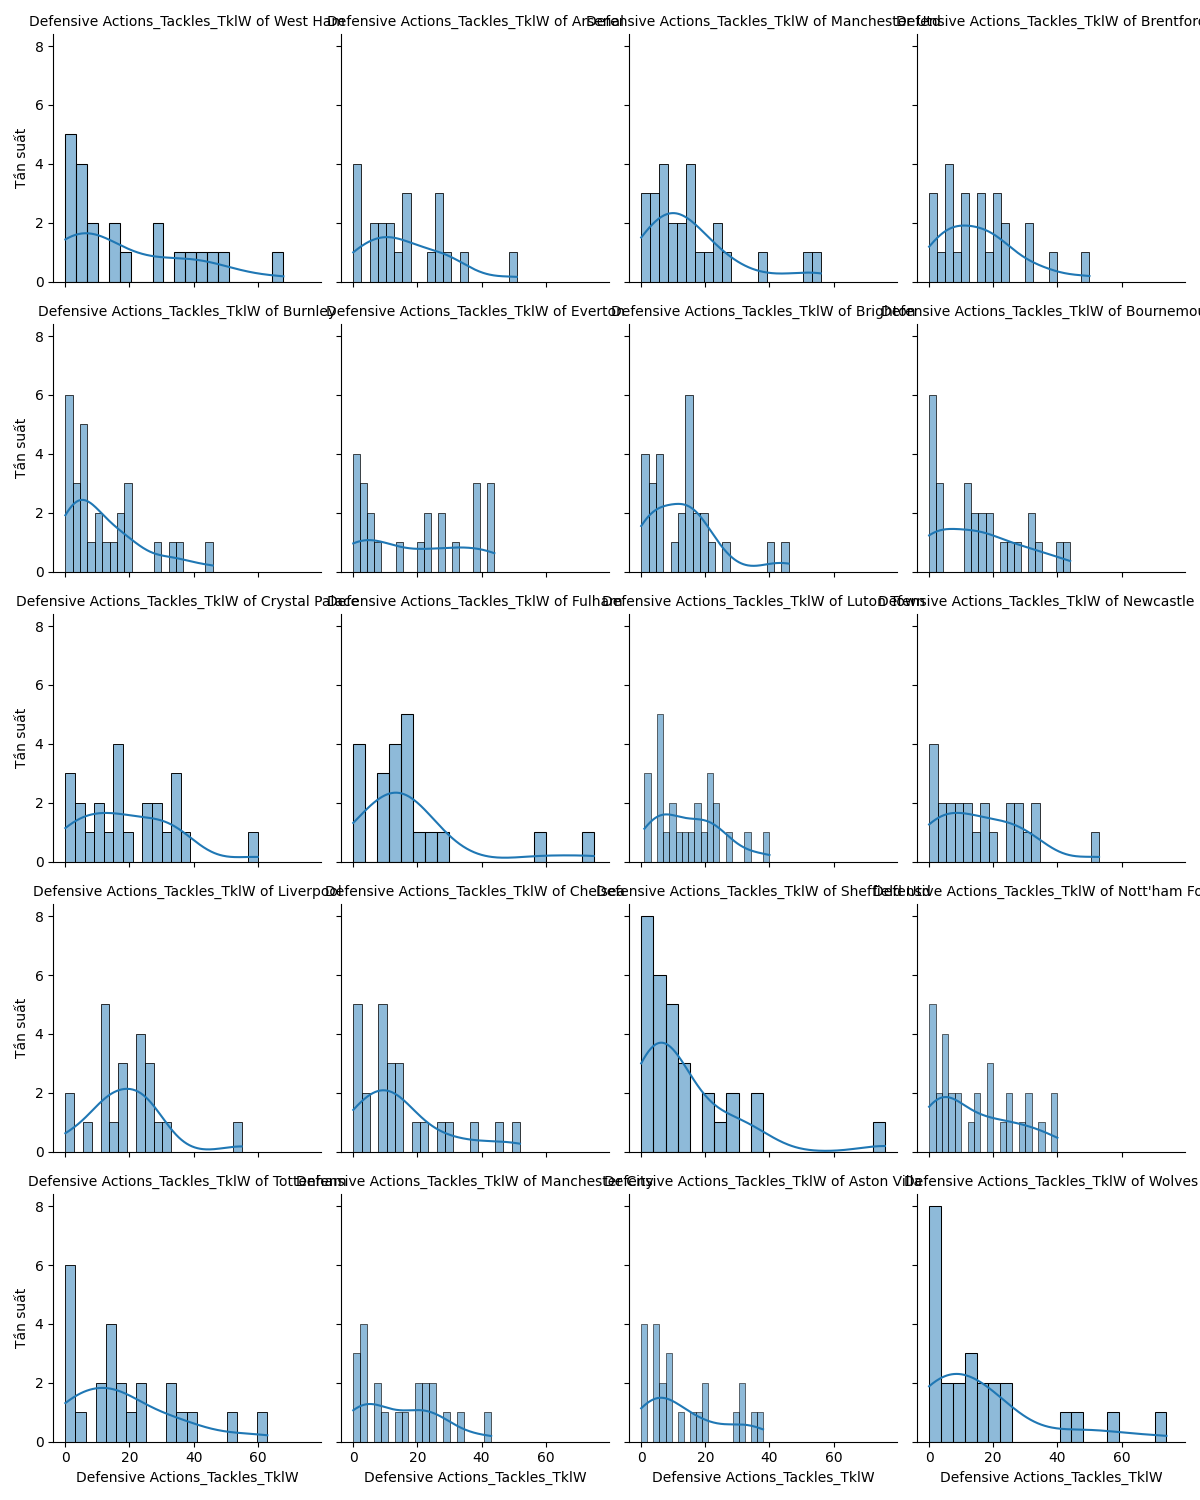 Defensive Actions_Tackles_TklW of West Ham
Defensive Actions_Tackles_TklW of Arsenal
Defensive Actions_Tackles_TklW of Manchester Utd
Defensive Actions_Tackles_TklW of Brentford
8
6
4
2
0
Tần suất
Defensive Actions_Tackles_TklW of Burnley
Defensive Actions_Tackles_TklW of Everton
Defensive Actions_Tackles_TklW of Brighton
Defensive Actions_Tackles_TklW of Bournemou
8
6
4
2
0
Tần suất
Defensive Actions_Tackles_TklW of Crystal Palace
Defensive Actions_Tackles_TklW of Fulham
Defensive Actions_Tackles_TklW of Luton Town
Defensive Actions_Tackles_TklW of Newcastle
8
6
4
2
0
Tần suất
Defensive Actions_Tackles_TklW of Liverpool
Defensive Actions_Tackles_TklW of Chelsea
Defensive Actions_Tackles_TklW of Sheffield Utd
Defensive Actions_Tackles_TklW of Nott'ham Fo
8
6
4
2
0
Tần suất
Defensive Actions_Tackles_TklW of Tottenham
Defensive Actions_Tackles_TklW of Manchester City
Defensive Actions_Tackles_TklW of Aston Villa
Defensive Actions_Tackles_TklW of Wolves
8
6
4
2
0
Tần suất
0 20 40 60
0 20 40 60
0 20 40 60
0 20 40 60
Defensive Actions_Tackles_TklW
Defensive Actions_Tackles_TklW
Defensive Actions_Tackles_TklW
Defensive Actions_Tackles_TklW